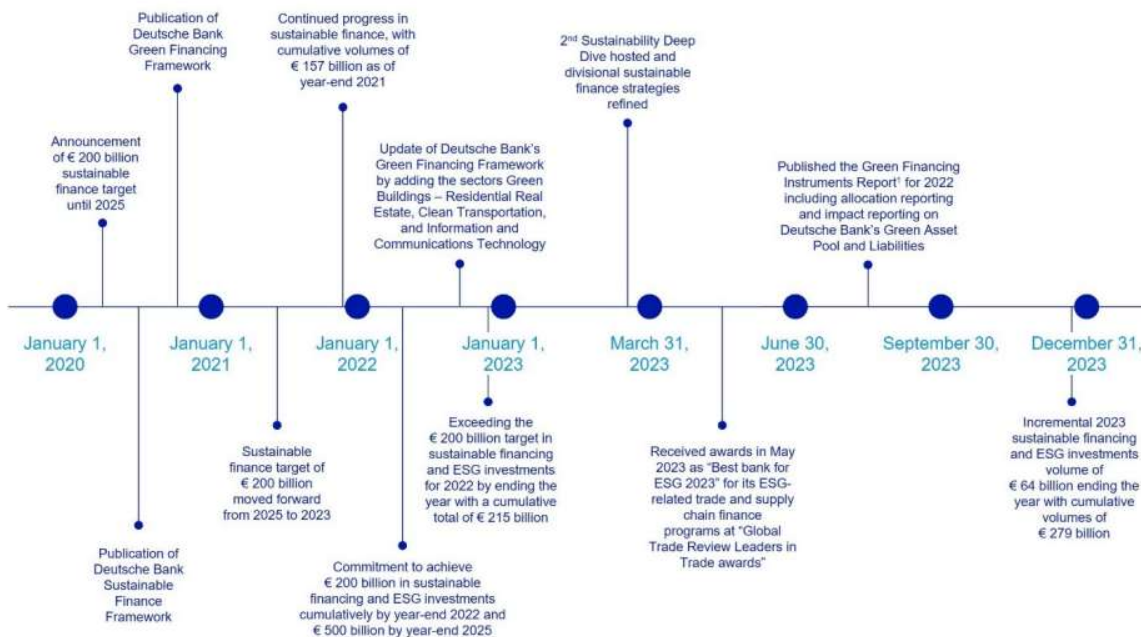 Publication of
Deutsche Bank
Green Financing
Framework
Continued progress in
sustainable finance, with
cumulative volumes of
€ 157 billion as of
year-end 2021
2nd Sustainability Deep
Dive hosted and
divisional sustainable
finance strategies
refined
Announcement
of € 200 billion
sustainable
finance target
until 2025
Update of Deutsche Bank's
Green Financing Framework
by adding the sectors Green
Buildings – Residential Real
Estate, Clean Transportation,
and Information and
Communications Technology
Published the Green Financing
Instruments Report¹ for 2022
including allocation reporting
and impact reporting on
Deutsche Bank's Green Asset
Pool and Liabilities
January 1,
2020
January 1,
2021
January 1,
2022
January 1,
2023
March 31,
2023
June 30,
2023
September 30,
2023
December 31,
2023
Publication of
Deutsche Bank
Sustainable
Finance
Framework
Sustainable
finance target of
€ 200 billion
moved forward
from 2025 to 2023
Commitment to achieve
€ 200 billion in sustainable
financing and ESG investments
cumulatively by year-end 2022 and
€ 500 billion by year-end 2025
Exceeding the
€ 200 billion target in
sustainable financing
and ESG investments
for 2022 by ending the
year with a cumulative
total of € 215 billion
Received awards in May
2023 as "Best bank for
ESG 2023" for its ESG-
related trade and supply
chain finance
programs at "Global
Trade Review Leaders in
Trade awards"
Incremental 2023
sustainable financing
and ESG investments
volume of
€ 64 billion ending the
year with cumulative
volumes of
€ 279 billion